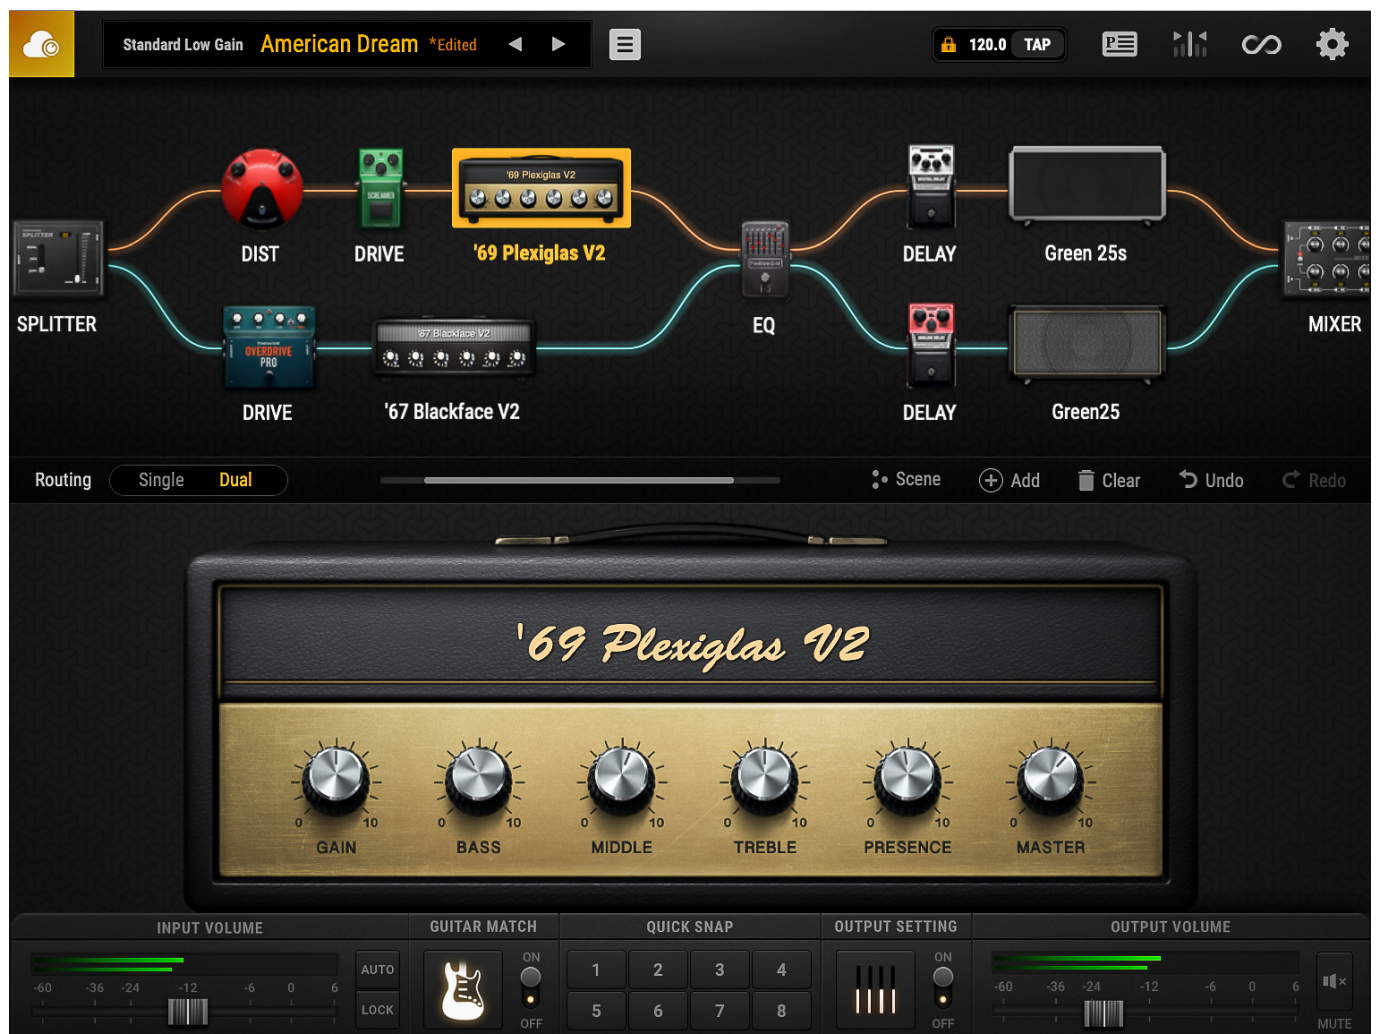 Standard Low Gain American Dream *Edited
120.0 TAP
SPLITTER
DIST
SCREAMER
DRIVE
'69 Plexiglas V2
'69 Plexiglas V2
OVERDRIVE
PRO
DRIVE
'67 Blackface V2
'67 Blackface V2
EQ
DELAY
Green 25s
DELAY
Green25
MIXER
SPLITTER
Routing Single Dual Scene Add Clear Undo Redo
'69 Plexiglas V2
0 10 0 10 0 10 0 10 0 10 0 10
GAIN BASS MIDDLE TREBLE PRESENCE MASTER
INPUT VOLUME GUITAR MATCH QUICK SNAP OUTPUT SETTING OUTPUT VOLUME
-60 -36 -24 -12 -6 0 6
AUTO
LOCK
ON
OFF
1 2 3 4
5 6 7 8
ON
OFF
-60 -36 -24 -12 -6 0 6
MUTE